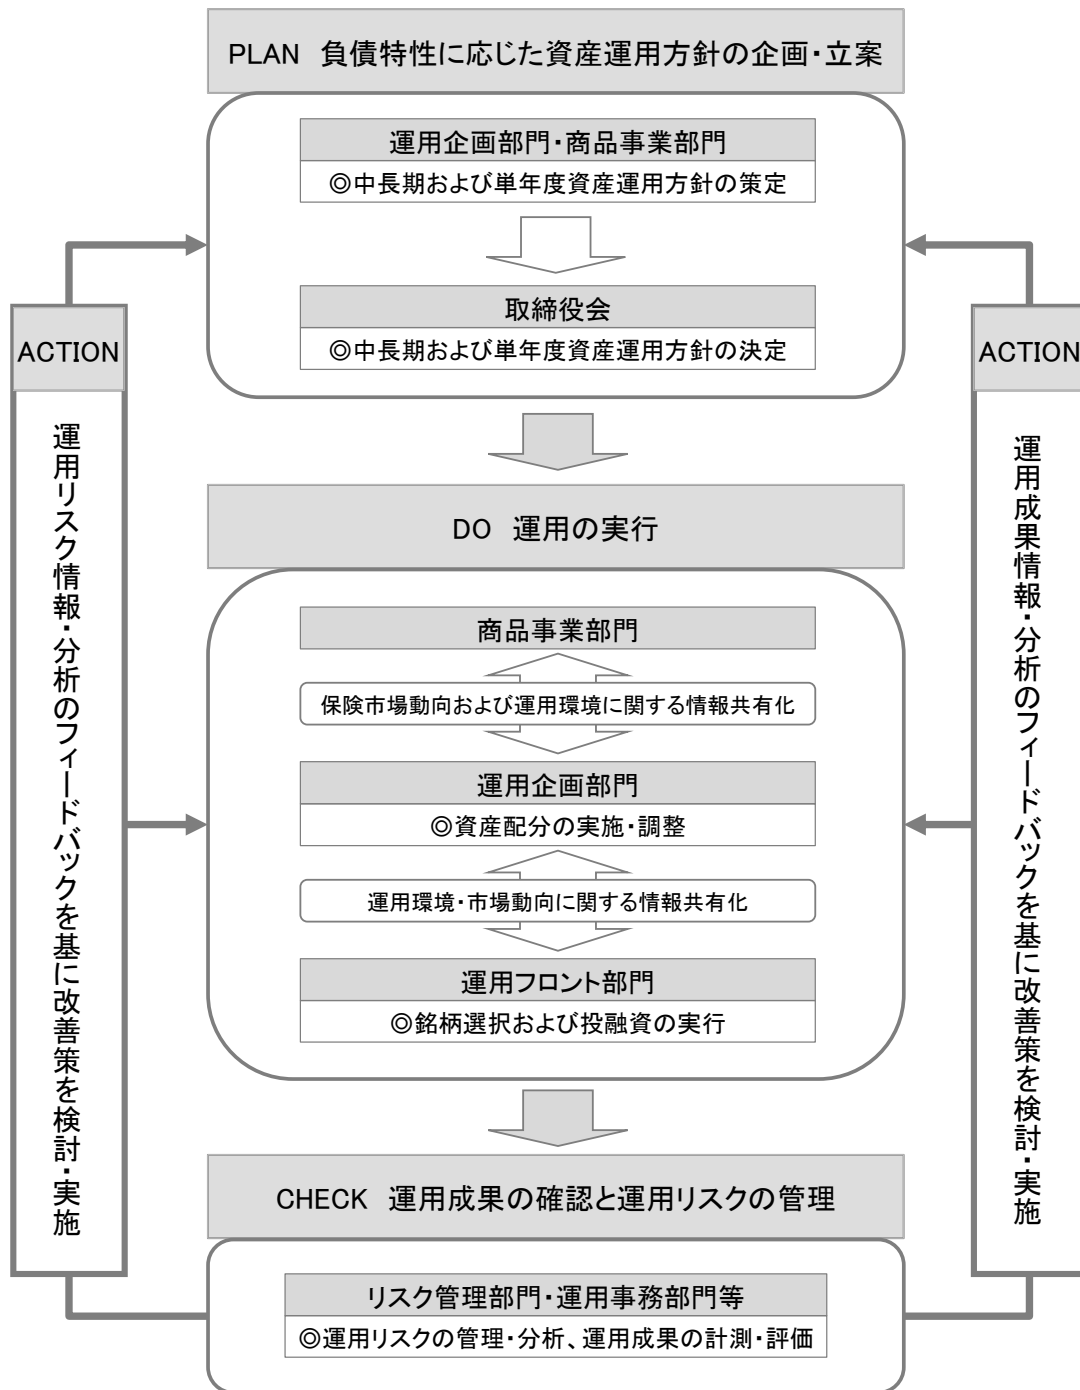 PLAN 負債特性に応じた資産運用方針の企画・立案
運用企画部門・商品事業部門
◎中長期および単年度資産運用方針の策定
取締役会
◎中長期および単年度資産運用方針の決定
ACTION
運用リスク情報・分析のフィードバックを基に改善策を検討・実施
ACTION
運用成果情報・分析のフィードバックを基に改善策を検討・実施
DO 運用の実行
商品事業部門
保険市場動向および運用環境に関する情報共有化
運用企画部門
◎資産配分の実施・調整
運用環境・市場動向に関する情報共有化
運用フロント部門
◎銘柄選択および投融資の実行
CHECK 運用成果の確認と運用リスクの管理
リスク管理部門・運用事務部門等
◎運用リスクの管理・分析、運用成果の計測・評価